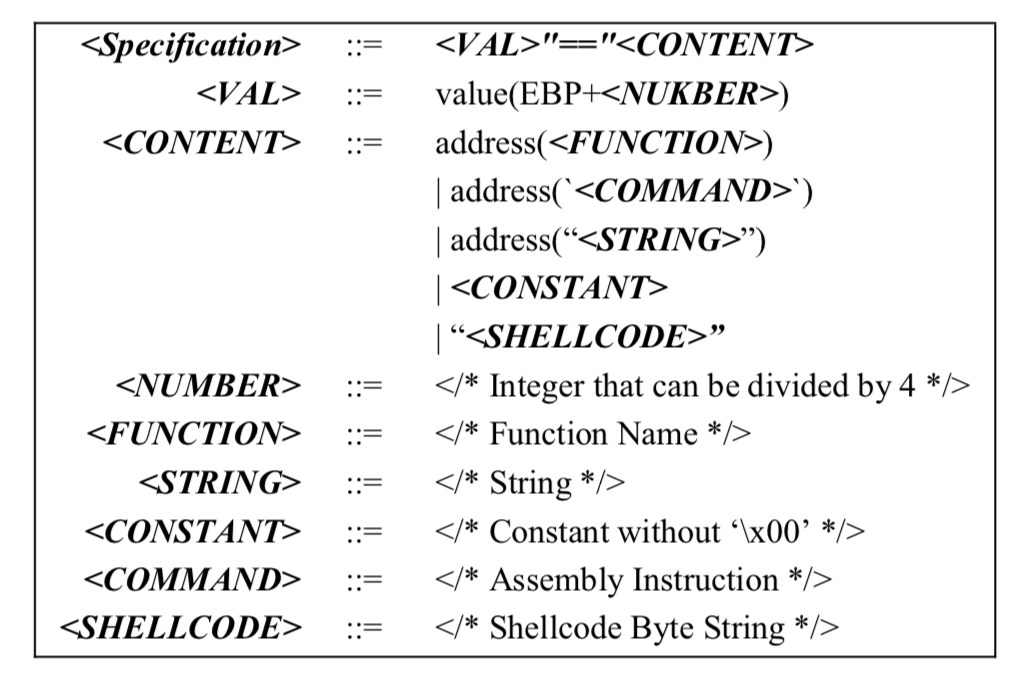 <Specification> ::= <VAL>"=="<CONTENT>
<VAL> ::= value(EBP+<NUKBER>)
<CONTENT> ::= address(<FUNCTION>)
| address(`<COMMAND>`)
| address(“<STRING>”)
| <CONSTANT>
| “<SHELLCODE>”
<NUMBER> ::= </* Integer that can be divided by 4 */>
<FUNCTION> ::= </* Function Name */>
<STRING> ::= </* String */>
<CONSTANT> ::= </* Constant without ‘\x00’ */>
<COMMAND> ::= </* Assembly Instruction */>
<SHELLCODE> ::= </* Shellcode Byte String */>